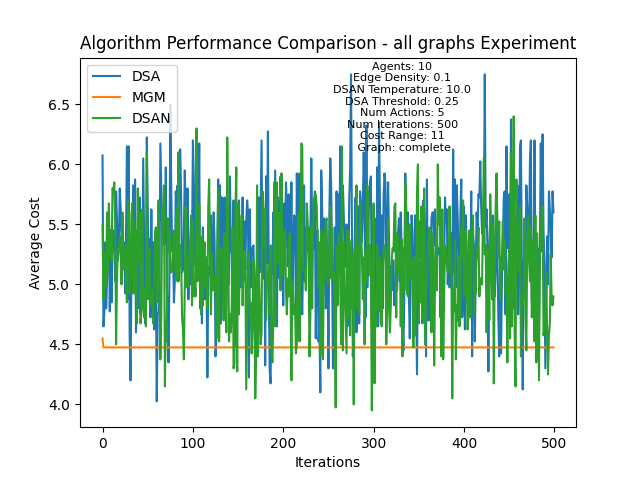 Algorithm Performance Comparison - all graphs Experiment
DSA
MGM
DSAN
Agents: 10
Edge Density: 0.1
DSAN Temperature: 10.0
DSA Threshold: 0.25
Num Actions: 5
Num Iterations: 500
Cost Range: 11
Graph: complete
Average Cost
6.5
6.0
5.5
5.0
4.5
4.0
0
100
200
300
400
500
Iterations